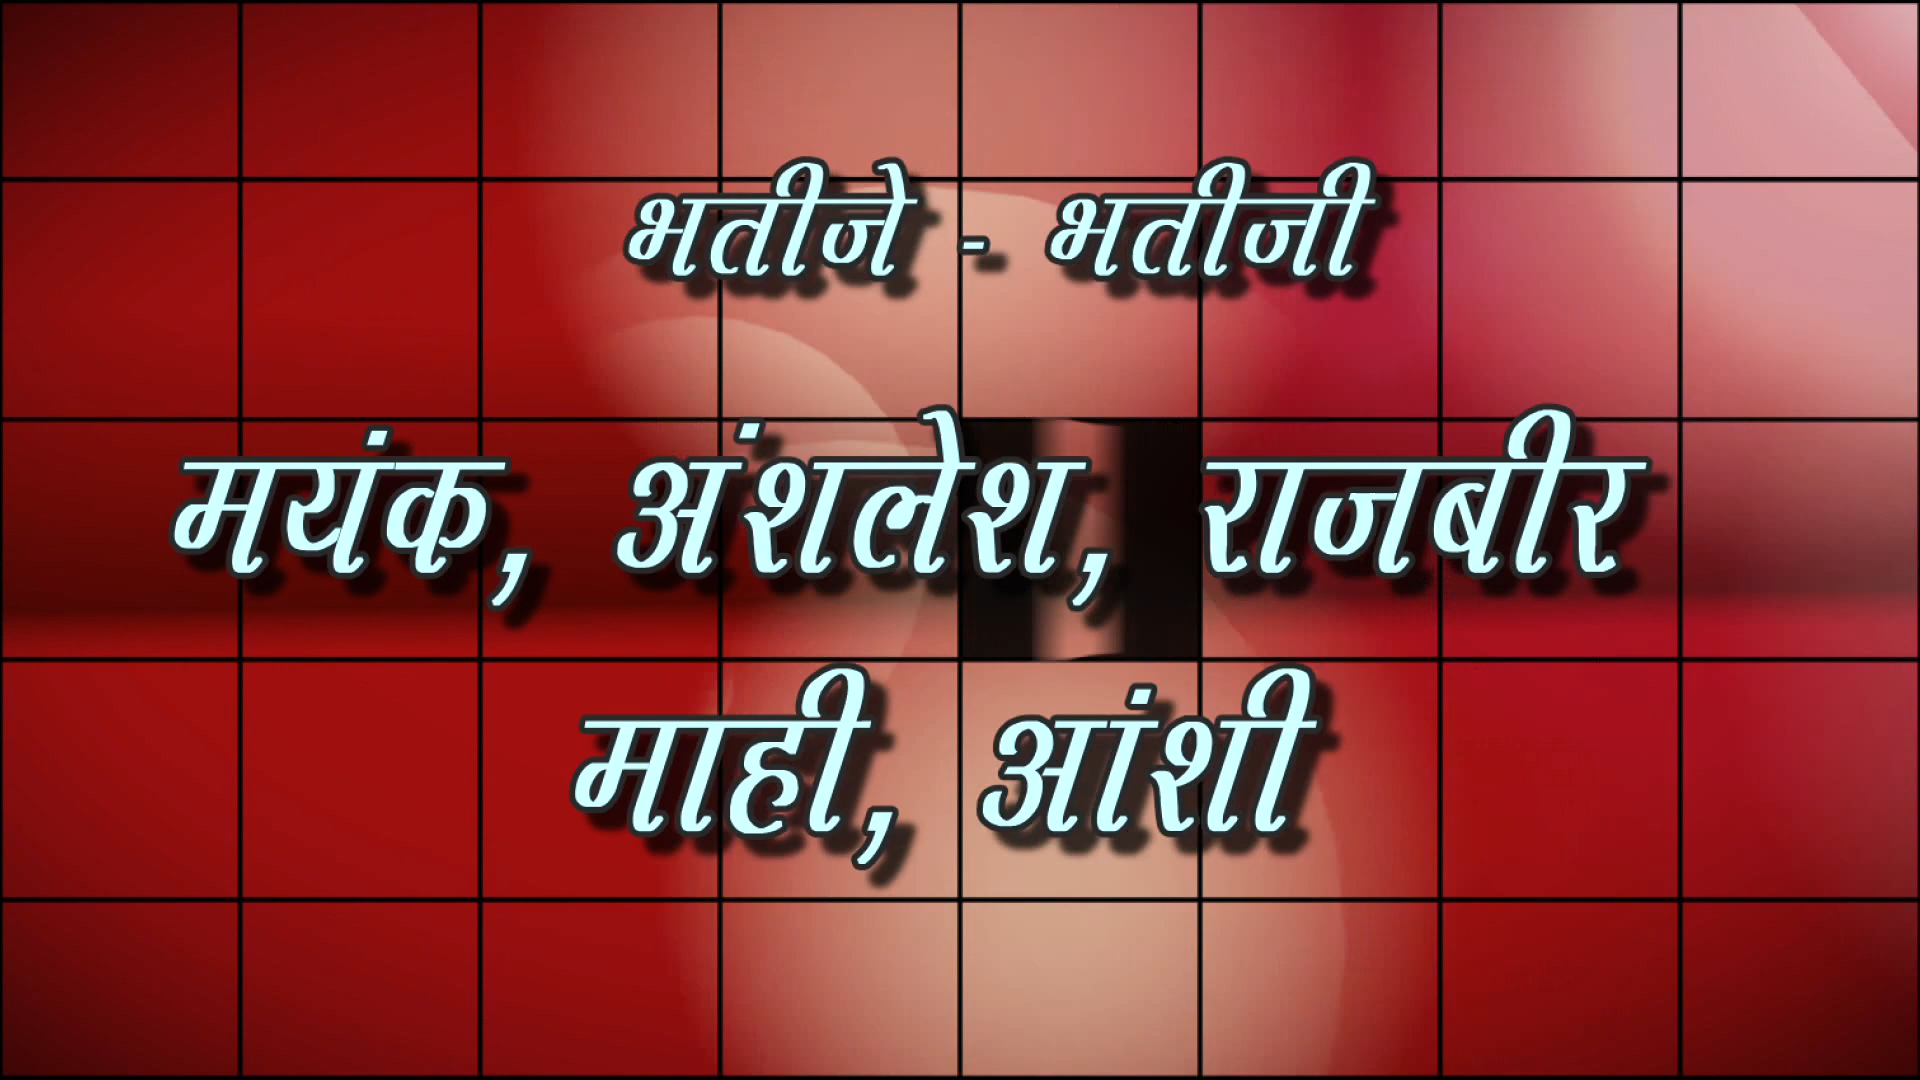 भतीजे - भतीजी
मयंक, अंशलेश, राजबीर
माही, आंशी